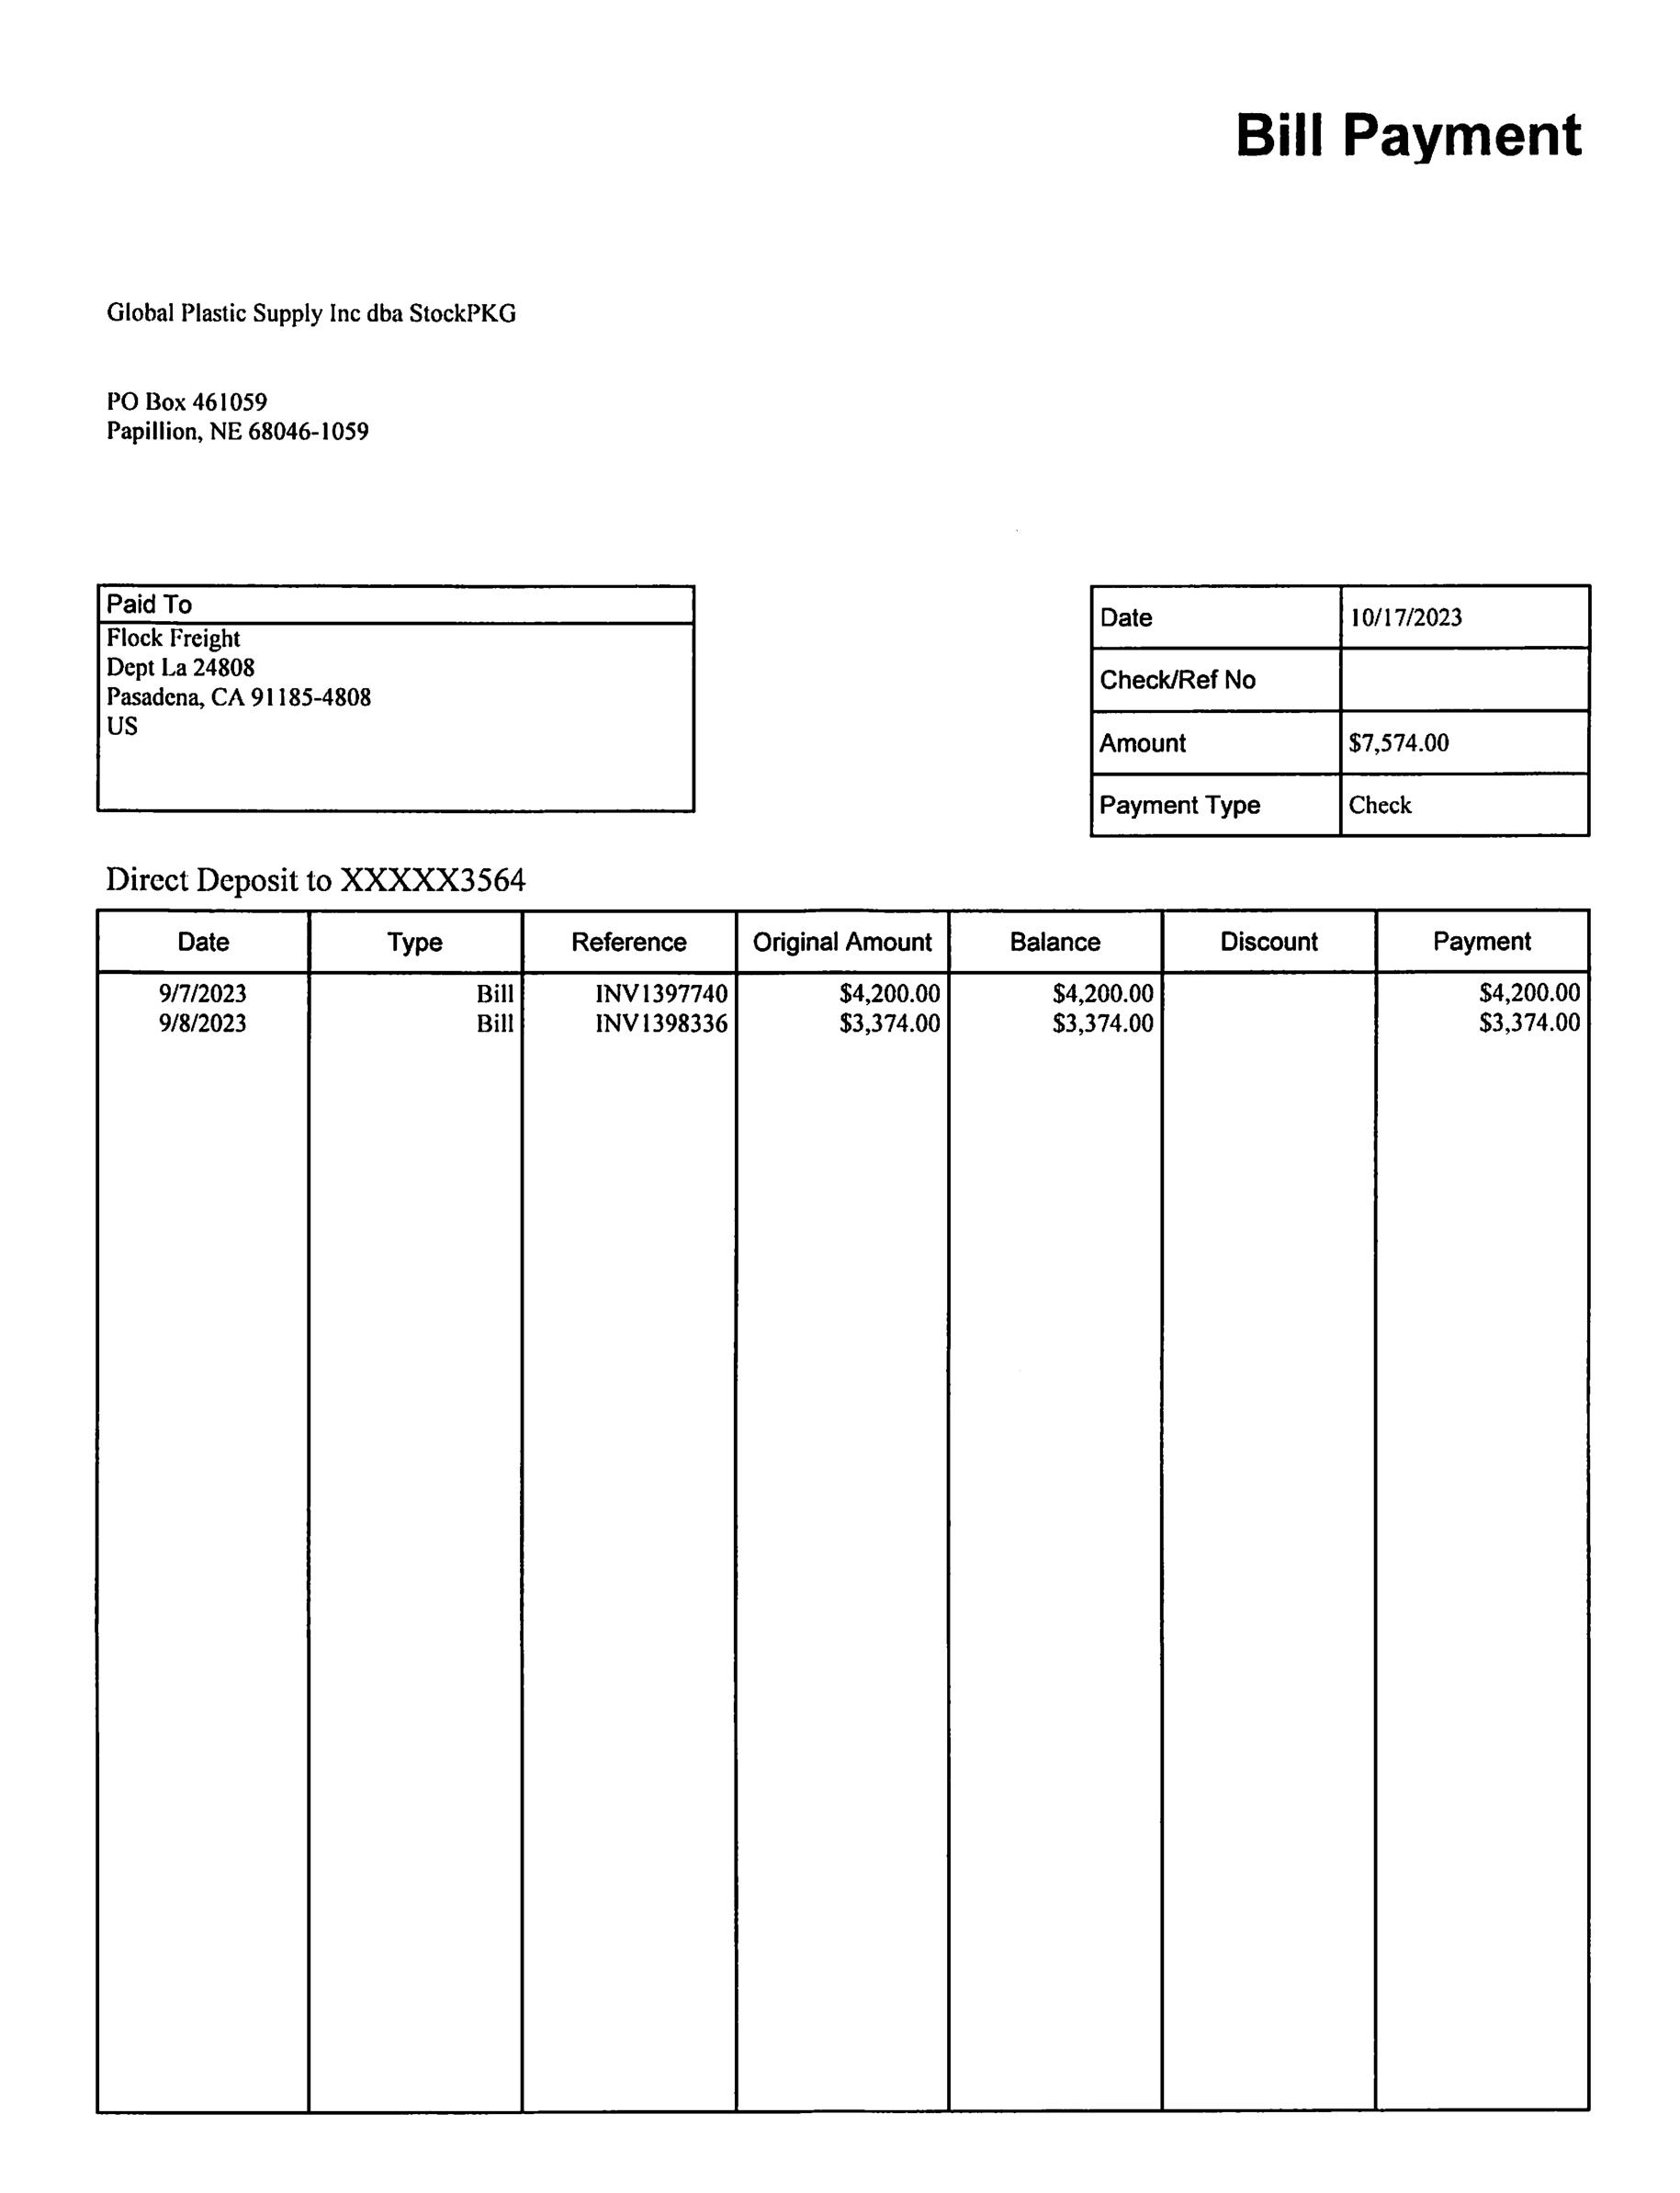 Bill Payment
Global Plastic Supply Inc dba StockPKG
PO Box 461059
Papillion, NE 68046-1059
Paid To
Flock Freight
Dept La 24808
Pasadena, CA 91185-4808
US
Date 10/17/2023
Check/Ref No
Amount $7,574.00
Payment Type Check
Direct Deposit to XXXXX3564
Date Type Reference Original Amount Balance Discount Payment
9/7/2023 Bill INV1397740 $4,200.00 $4,200.00 $4,200.00
9/8/2023 Bill INV1398336 $3,374.00 $3,374.00 $3,374.00